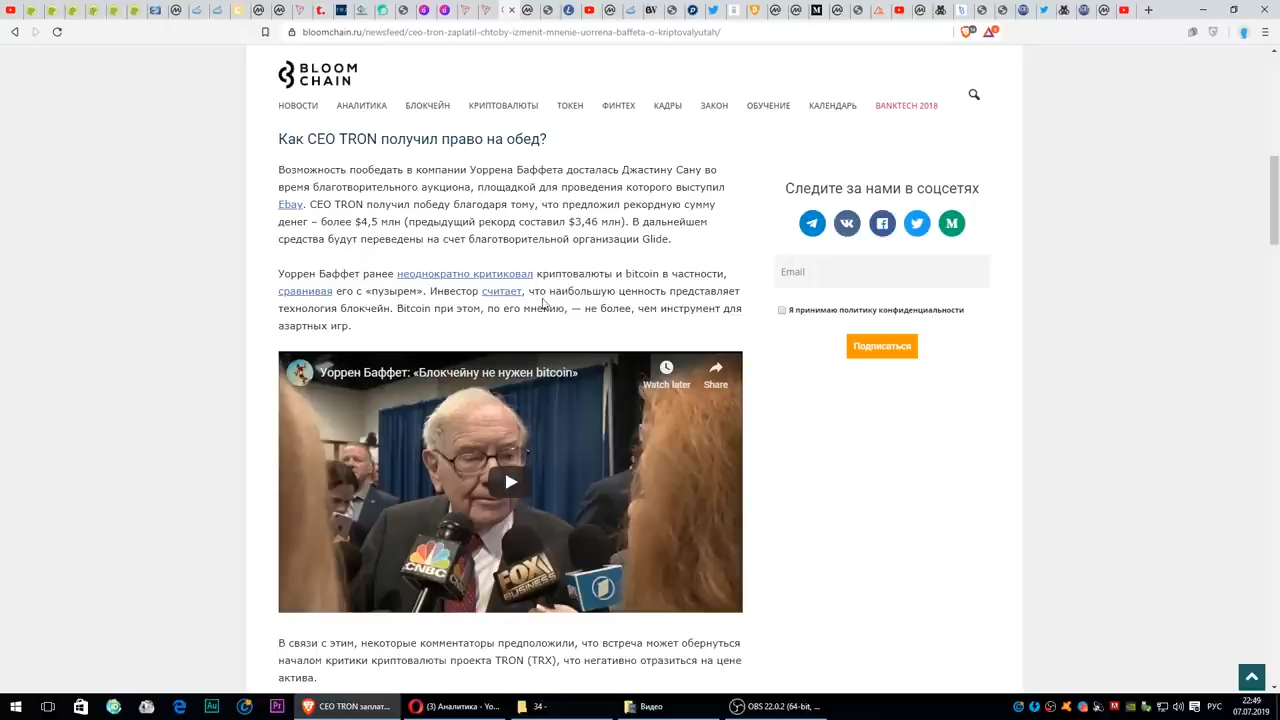 bloomchain.ru/newsfeed/ceo-tron-zaplatil-chtoby-izmenit-mnenie-uorrena-baffeta-o-kriptovalyutah/
BLOOM
CHAIN
НОВОСТИ АНАЛИТИКА БЛОКЧЕЙН КРИПТОВАЛЮТЫ ТОКЕН ФИНТЕХ КАДРЫ ЗАКОН ОБУЧЕНИЕ КАЛЕНДАРЬ BANKTECH 2018
Как CEO TRON получил право на обед?
Возможность пообедать в компании Уоррена Баффета досталась Джастину Сану во
время благотворительного аукциона, площадкой для проведения которого выступил
Ebay. CEO TRON получил победу благодаря тому, что предложил рекордную сумму
денег – более $4,5 млн (предыдущий рекорд составил $3,46 млн). В дальнейшем
средства будут переведены на счет благотворительной организации Glide.
Уоррен Баффет ранее неоднократно критиковал криптовалюты и bitcoin в частности,
сравнивая его с «пузырем». Инвестор считает, что наибольшую ценность представляет
технология блокчейн. Bitcoin при этом, по его мнению, — не более, чем инструмент для
азартных игр.
Уоррен Баффет: «Блокчейну не нужен bitcoin»
Watch later
Share
CNBC
FOX
BUSINESS
1
В связи с этим, некоторые комментаторы предположили, что встреча может обернуться
началом критики криптовалюты проекта TRON (TRX), что негативно отразиться на цене
актива.
Следите за нами в соцсетях
Email
Я принимаю политику конфиденциальности
Подписаться
CEO TRON заплат...
(3) Аналитика - Yo...
34 -
Видео
OBS 22.0.2 (64-bit, ...
РУС
22:49
07.07.2019